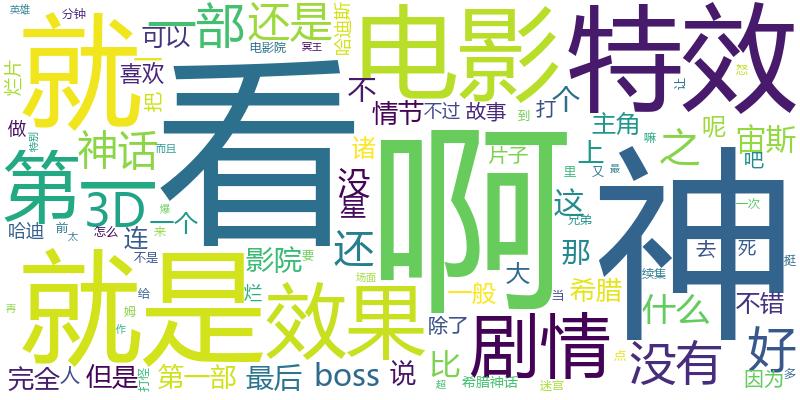 英雄
分钟
一部
还是
哈迪斯
电影
特效
就
可以
电影院
冥王
烂片
喜欢
把
看
不
个
情节
不过
故事
打
到
做
神话
诸
啊
主角
呢
宙斯
特别
而且
片子
上
之
吧
嘛
第一
3D
没
星
里
又
最
神
一个
爆
来
这
兄弟
一次
哈迪
前
太
怎么
连
还
那
去
死
不是
影院
要
大
续集
挺
就是
给
烂
场面
一般
当
希腊
什么
不错
效果
再
姆
作
除了
剧情
没有
好
完全
人
但是
打怪
第一部
最后
boss
说
比
超
希腊神话
迷宫
点
因为
多